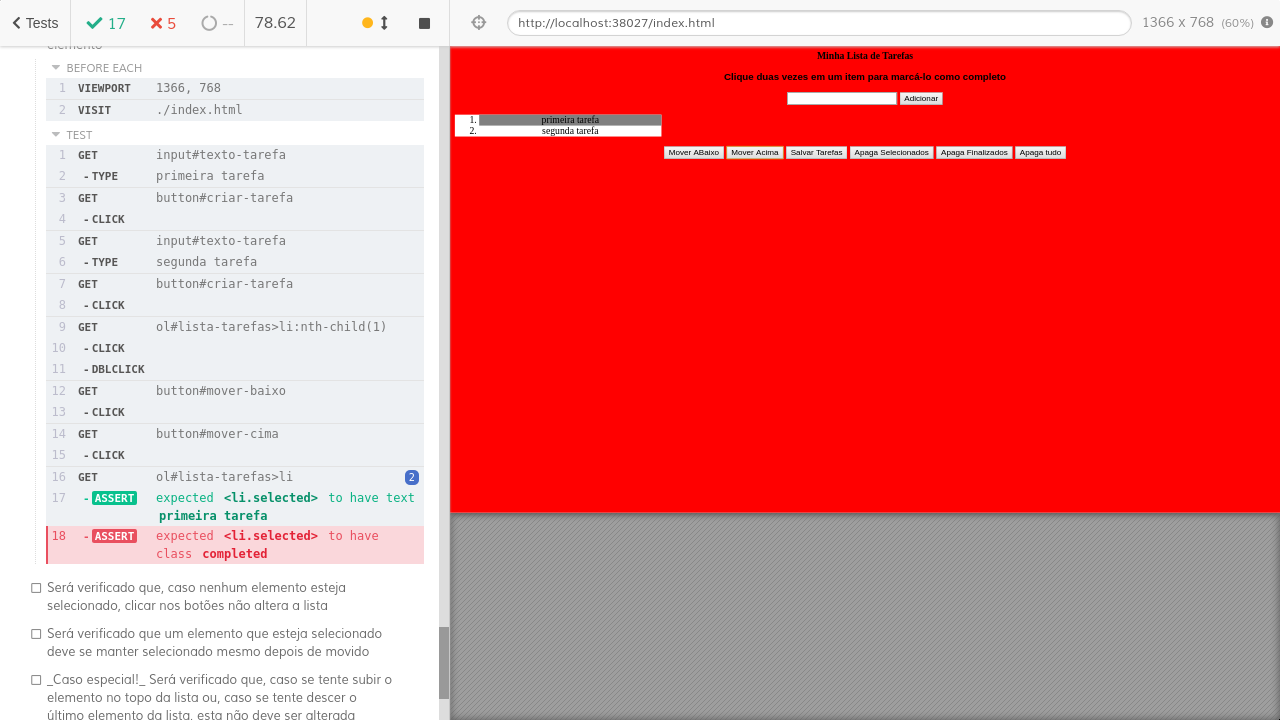 Tests
17
5
--
78.62
http://localhost:38027/index.html
1366 x 768 (60%)
elemento
BEFORE EACH
1 VIEWPORT 1366, 768
2 VISIT ./index.html
TEST
1 GET input#texto-tarefa
2 -TYPE primeira tarefa
3 GET button#criar-tarefa
4 -CLICK
5 GET input#texto-tarefa
6 -TYPE segunda tarefa
7 GET button#criar-tarefa
8 -CLICK
9 GET ol#lista-tarefas>li:nth-child(1)
10 -CLICK
11 -DBLCLICK
12 GET button#mover-baixo
13 -CLICK
14 GET button#mover-cima
15 -CLICK
16 GET ol#lista-tarefas>li 2
17 -ASSERT expected <li.selected> to have text
primeira tarefa
18 -ASSERT expected <li.selected> to have
class completed
Será verificado que, caso nenhum elemento esteja
selecionado, clicar nos botões não altera a lista
Será verificado que um elemento que esteja selecionado
deve se manter selecionado mesmo depois de movido
_Caso especial!_ Será verificado que, caso se tente subir o
elemento no topo da lista ou, caso se tente descer o
último elemento da lista, esta não deve ser alterada
Minha Lista de Tarefas
Clique duas vezes em um item para marcá-lo como completo
Adicionar
1. primeira tarefa
2. segunda tarefa
Mover ABaixo Mover Acima Salvar Tarefas Apaga Selecionados Apaga Finalizados Apaga tudo